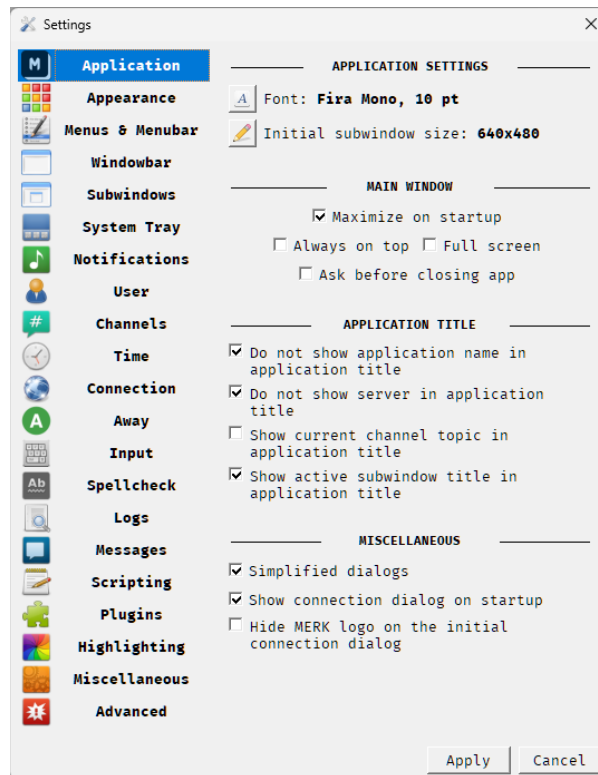 Settings
M
Application
Appearance
Menus & Menubar
Windowbar
Subwindows
System Tray
Notifications
User
#
Channels
Time
Connection
A
Away
Input
Ab
Spellcheck
Logs
Messages
Scripting
Plugins
Highlighting
Miscellaneous
Advanced
APPLICATION SETTINGS
A
Font: Fira Mono, 10 pt
Initial subwindow size: 640x480
MAIN WINDOW
Maximize on startup
Always on top
Full screen
Ask before closing app
APPLICATION TITLE
Do not show application name in
application title
Do not show server in application
title
Show current channel topic in
application title
Show active subwindow title in
application title
MISCELLANEOUS
Simplified dialogs
Show connection dialog on startup
Hide MERK logo on the initial
connection dialog
Apply
Cancel